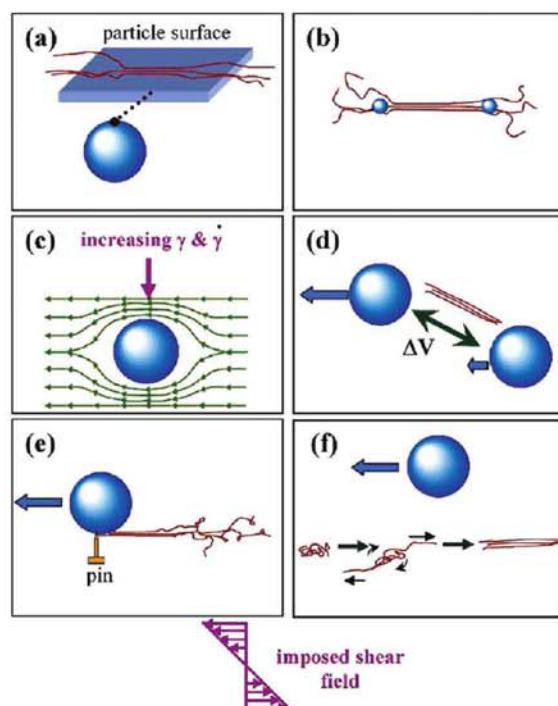 (a)
particle surface
(b)
(c)
increasing γ & γ̇
(d)
ΔV
(e)
pin
(f)
imposed shear
field